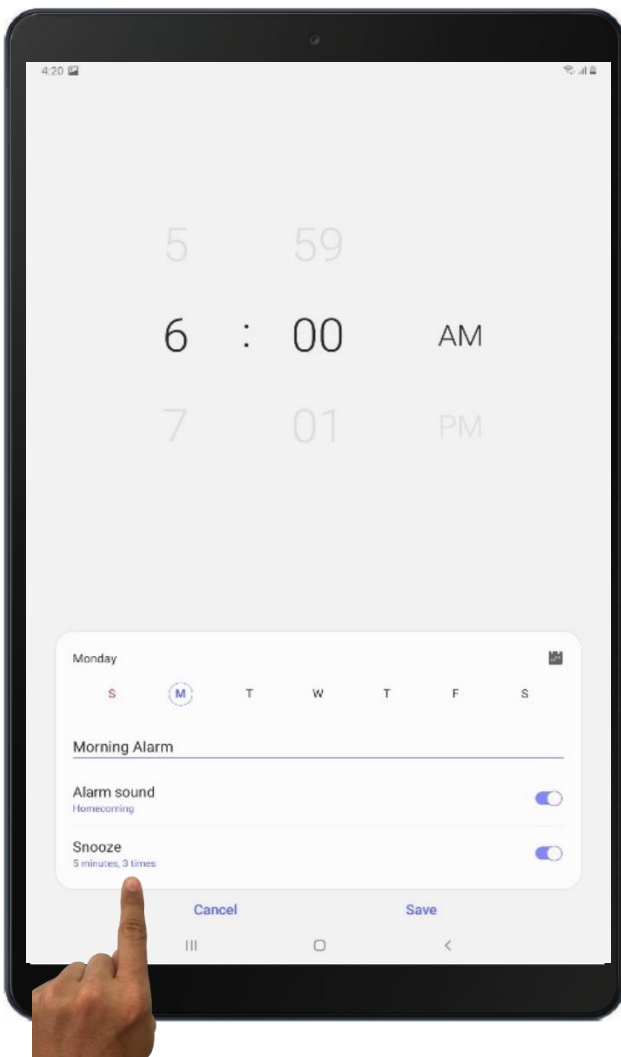 4:20
5 59
6 : 00 AM
7 01 PM
Monday
S M T W T F S
Morning Alarm
Alarm sound
Homecoming
Snooze
5 minutes, 3 times
Cancel Save